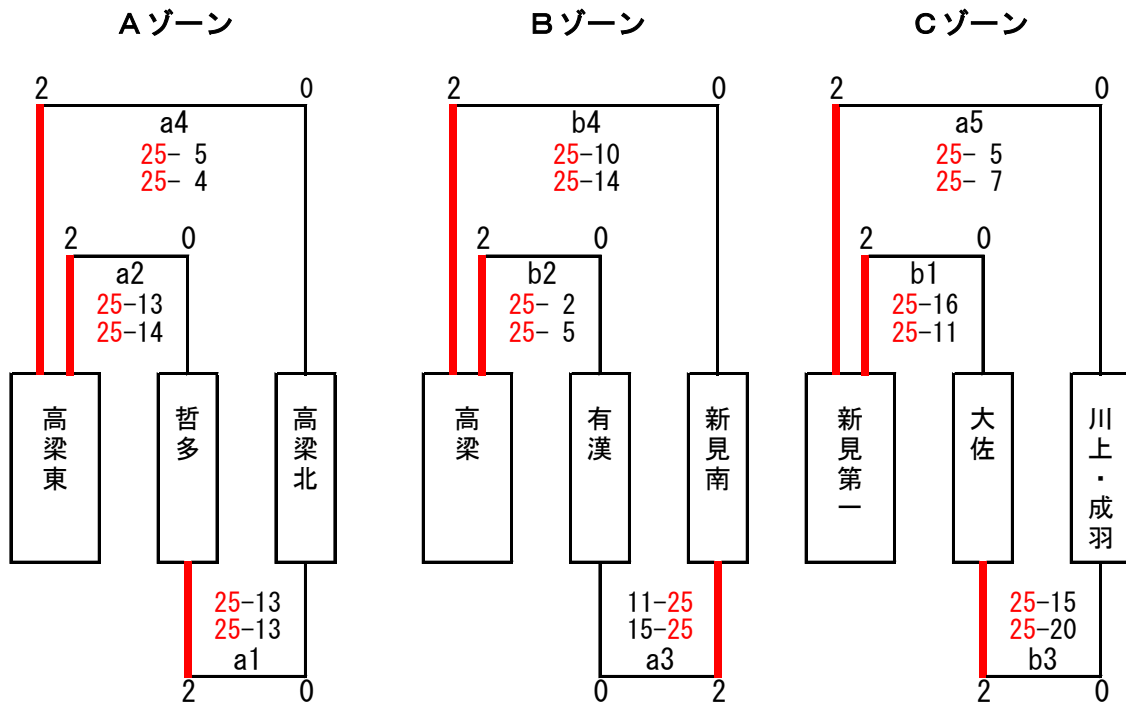 Aゾーン
2 0
a4
25- 5
25- 4
2 0
a2
25-13
25-14
高梁東
哲多
高梁北
25-13
25-13
a1
2 0
Bゾーン
2 0
b4
25-10
25-14
2 0
b2
25- 2
25- 5
高梁
有漢
新見南
11-25
15-25
a3
0 2
Cゾーン
2 0
a5
25- 5
25- 7
2 0
b1
25-16
25-11
新見第一
大佐
川上・成羽
25-15
25-20
b3
2 0